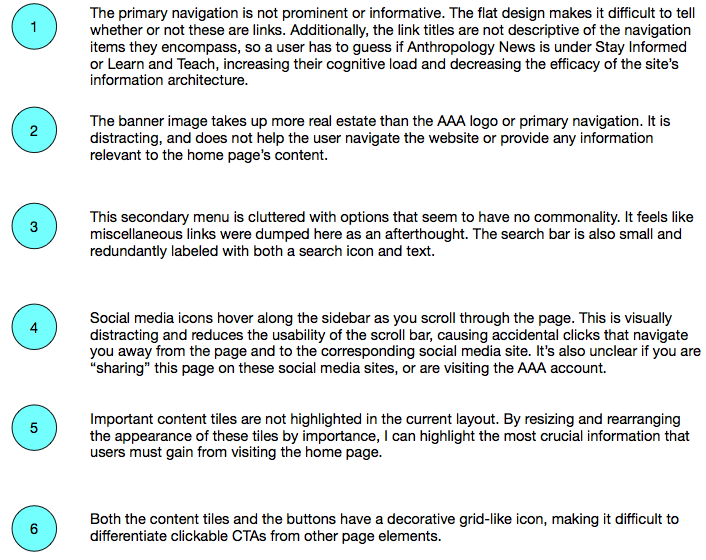 1
The primary navigation is not prominent or informative. The flat design makes it difficult to tell
whether or not these are links. Additionally, the link titles are not descriptive of the navigation
items they encompass, so a user has to guess if Anthropology News is under Stay Informed
or Learn and Teach, increasing their cognitive load and decreasing the efficacy of the site's
information architecture.
2
The banner image takes up more real estate than the AAA logo or primary navigation. It is
distracting, and does not help the user navigate the website or provide any information
relevant to the home page's content.
3
This secondary menu is cluttered with options that seem to have no commonality. It feels like
miscellaneous links were dumped here as an afterthought. The search bar is also small and
redundantly labeled with both a search icon and text.
4
Social media icons hover along the sidebar as you scroll through the page. This is visually
distracting and reduces the usability of the scroll bar, causing accidental clicks that navigate
you away from the page and to the corresponding social media site. It's also unclear if you are
“sharing” this page on these social media sites, or are visiting the AAA account.
5
Important content tiles are not highlighted in the current layout. By resizing and rearranging
the appearance of these tiles by importance, I can highlight the most crucial information that
users must gain from visiting the home page.
6
Both the content tiles and the buttons have a decorative grid-like icon, making it difficult to
differentiate clickable CTAs from other page elements.